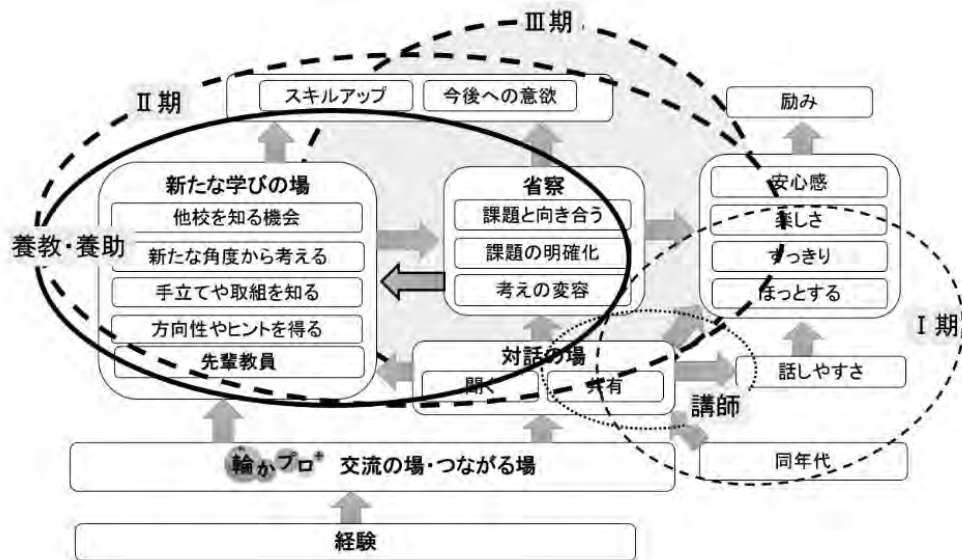 Ⅲ期
Ⅱ期
スキルアップ
今後への意欲
励み
新たな学びの場
他校を知る機会
新たな角度から考える
手立てや取組を知る
方向性やヒントを得る
先輩教員
養教・養助
省察
課題と向き合う
課題の明確化
考えの変容
安心感
楽しさ
すっきり
ほっとする
Ⅰ期
対話の場
聞く
共有
講師
話しやすさ
同年代
輪かプロ+ 交流の場・つながる場
経験